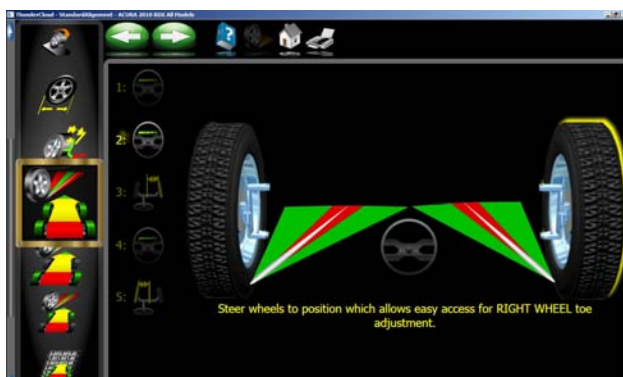 ThunderCloud - StandardAlignment - ACURA 2010 RDX All Models
1:
2:
3:
4:
5:
Steer wheels to position which allows easy access for RIGHT WHEEL toe
adjustment.